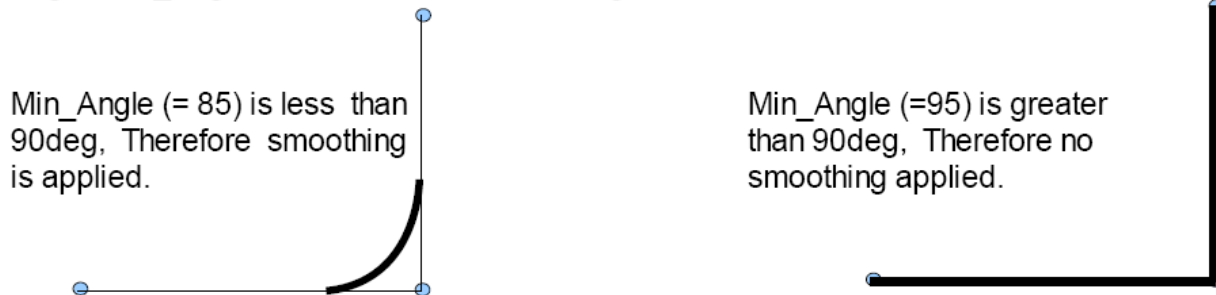 Min_Angle (= 85) is less than
90deg, Therefore smoothing
is applied.
Min_Angle (=95) is greater
than 90deg, Therefore no
smoothing applied.